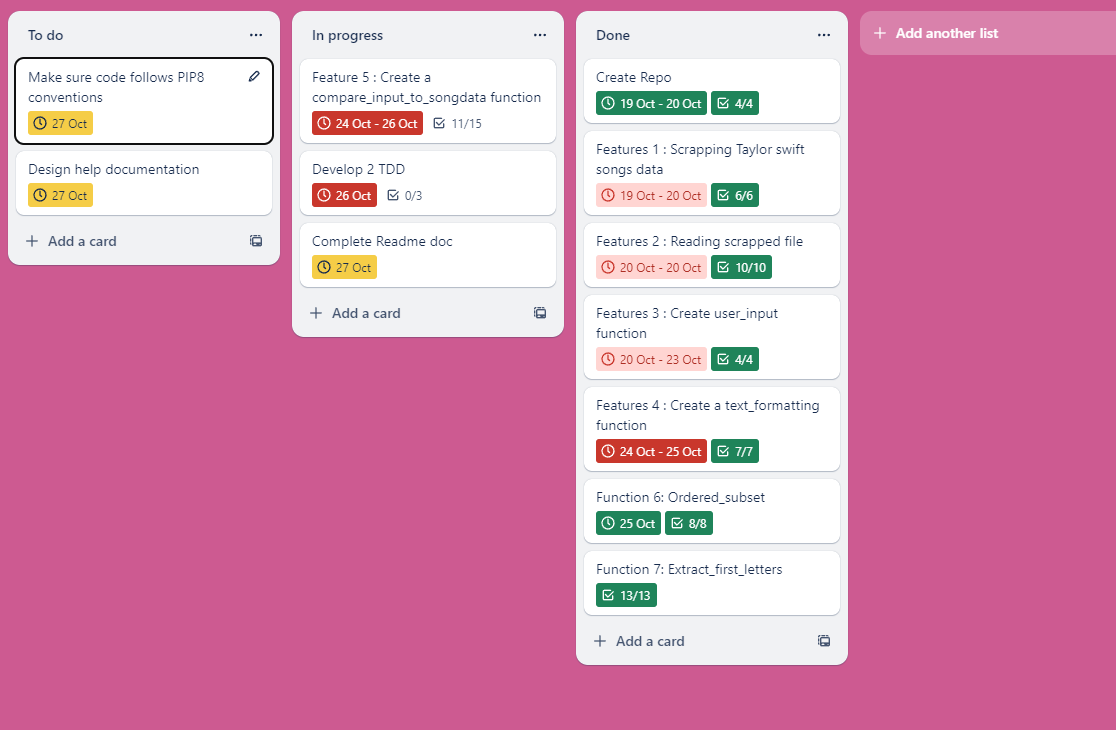 To do
Make sure code follows PIP8
conventions
27 Oct
Design help documentation
27 Oct
Add a card
In progress
Feature 5 : Create a
compare_input_to_songdata function
24 Oct - 26 Oct 11/15
Develop 2 TDD
26 Oct 0/3
Complete Readme doc
27 Oct
Add a card
Done
Create Repo
19 Oct - 20 Oct 4/4
Features 1 : Scrapping Taylor swift
songs data
19 Oct - 20 Oct 6/6
Features 2 : Reading scrapped file
20 Oct - 20 Oct 10/10
Features 3 : Create user_input
function
20 Oct - 23 Oct 4/4
Features 4 : Create a text_formatting
function
24 Oct - 25 Oct 7/7
Function 6: Ordered_subset
25 Oct 8/8
Function 7: Extract_first_letters
13/13
Add a card
Add another list